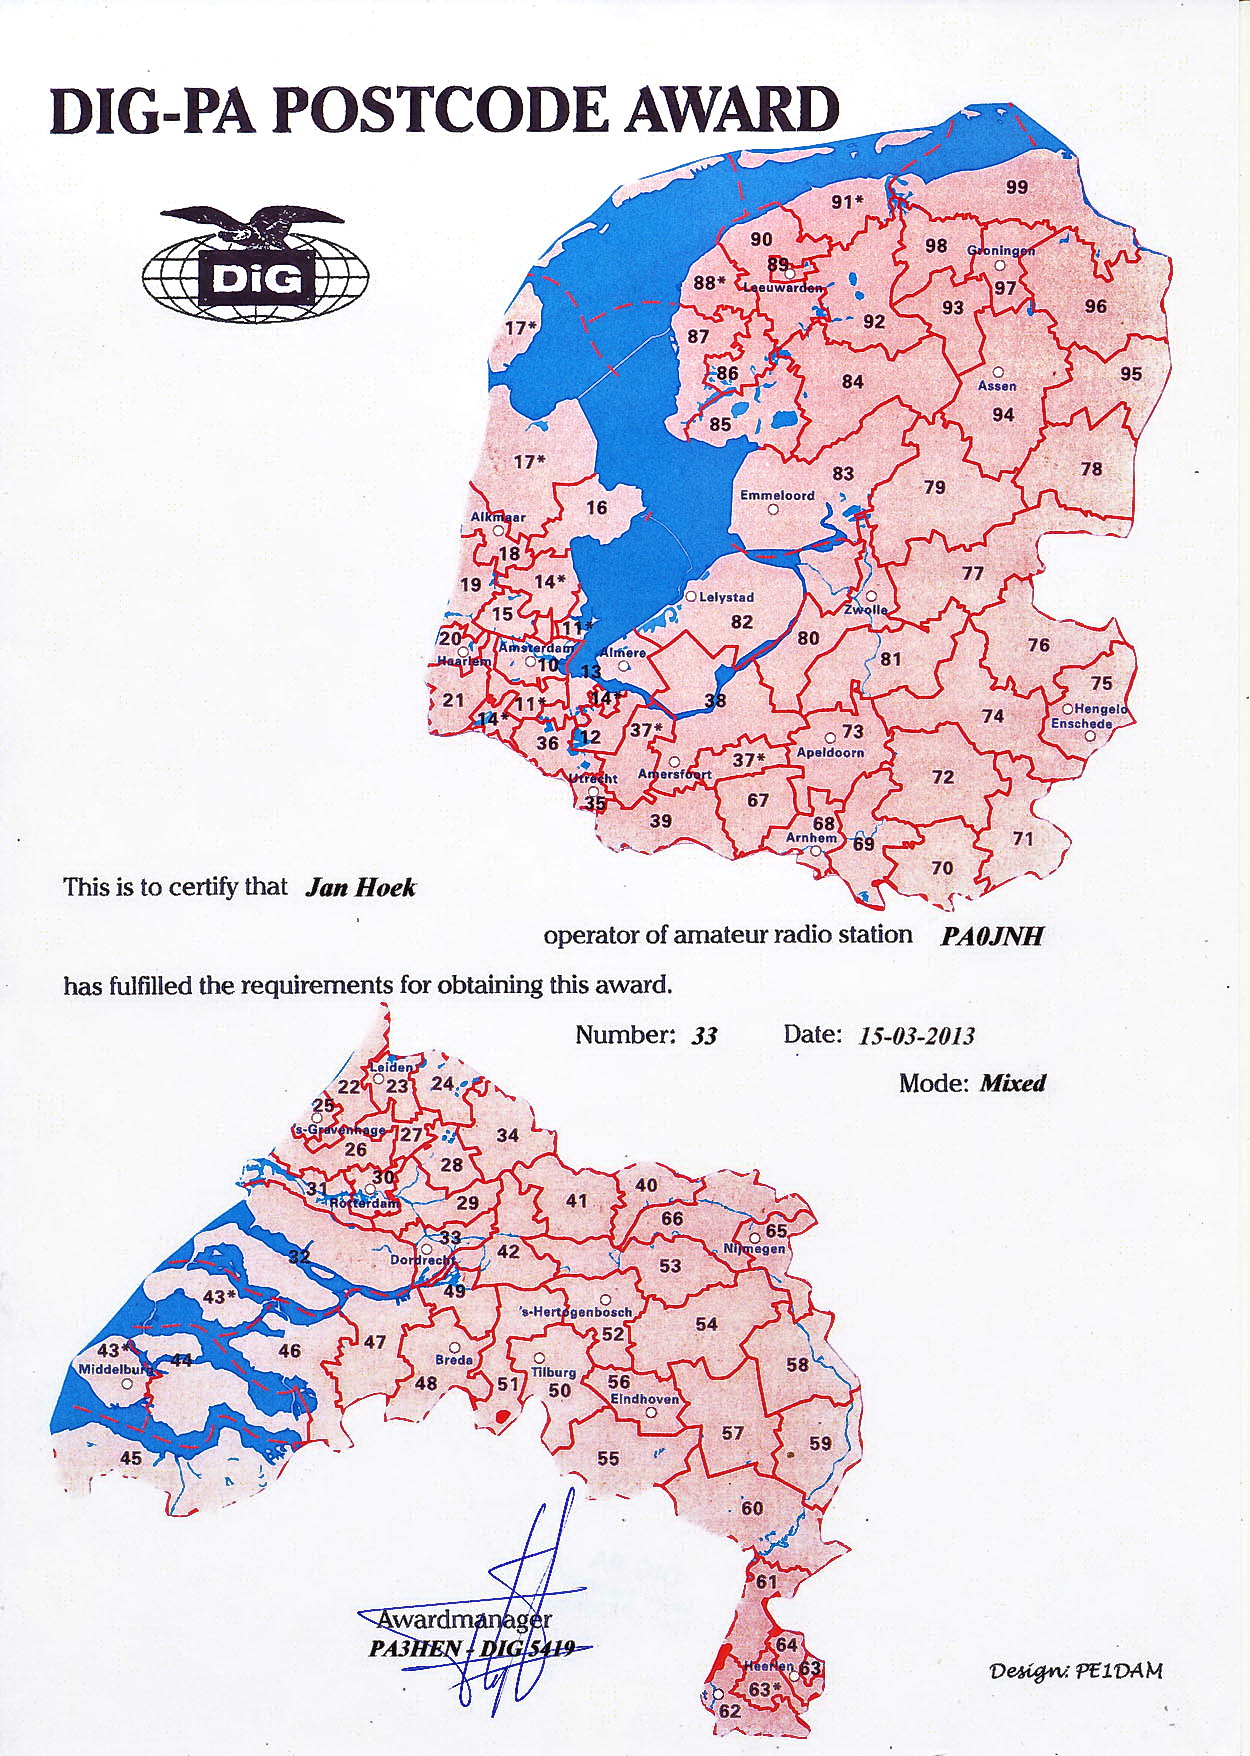 DIG-PA POSTCODE AWARD
DiG
99
91*
90
98
Groningen
89
Leeuwarden
88*
97
96
93
92
17*
87
86
84
Assen
95
94
85
17*
83
78
79
Emmeloord
16
Alkmaar
18
19
14*
77
15
Lelystad
Zwolle
82
11*
20
Haarlem
Amsterdam
10
Almere
13
80
76
81
75
21
11*
14*
14*
38
74
Hengelo
Enschede
36
12
37*
73
Apeldoorn
Utrecht
Amersfoort
37*
72
35
67
39
68
Arnhem
69
71
70
This is to certify that Jan Hoek
operator of amateur radio station PA0JNH
has fulfilled the requirements for obtaining this award.
Number: 33 Date: 15-03-2013
Mode: Mixed
Leiden
22
23
24
25
's-Gravenhage
27
34
26
28
30
31
Rotterdam
29
41
40
66
65
Nijmegen
33
Dordrecht
42
32
53
49
43*
's-Hertogenbosch
54
52
47
46
43*
44
Middelburg
Breda
Tilburg
58
48
51
50
56
Eindhoven
57
59
45
55
60
61
64
Heerlen
63
63*
t
62
Awardmanager
PA3HEN - DIG 5419
Design: PE1DAM